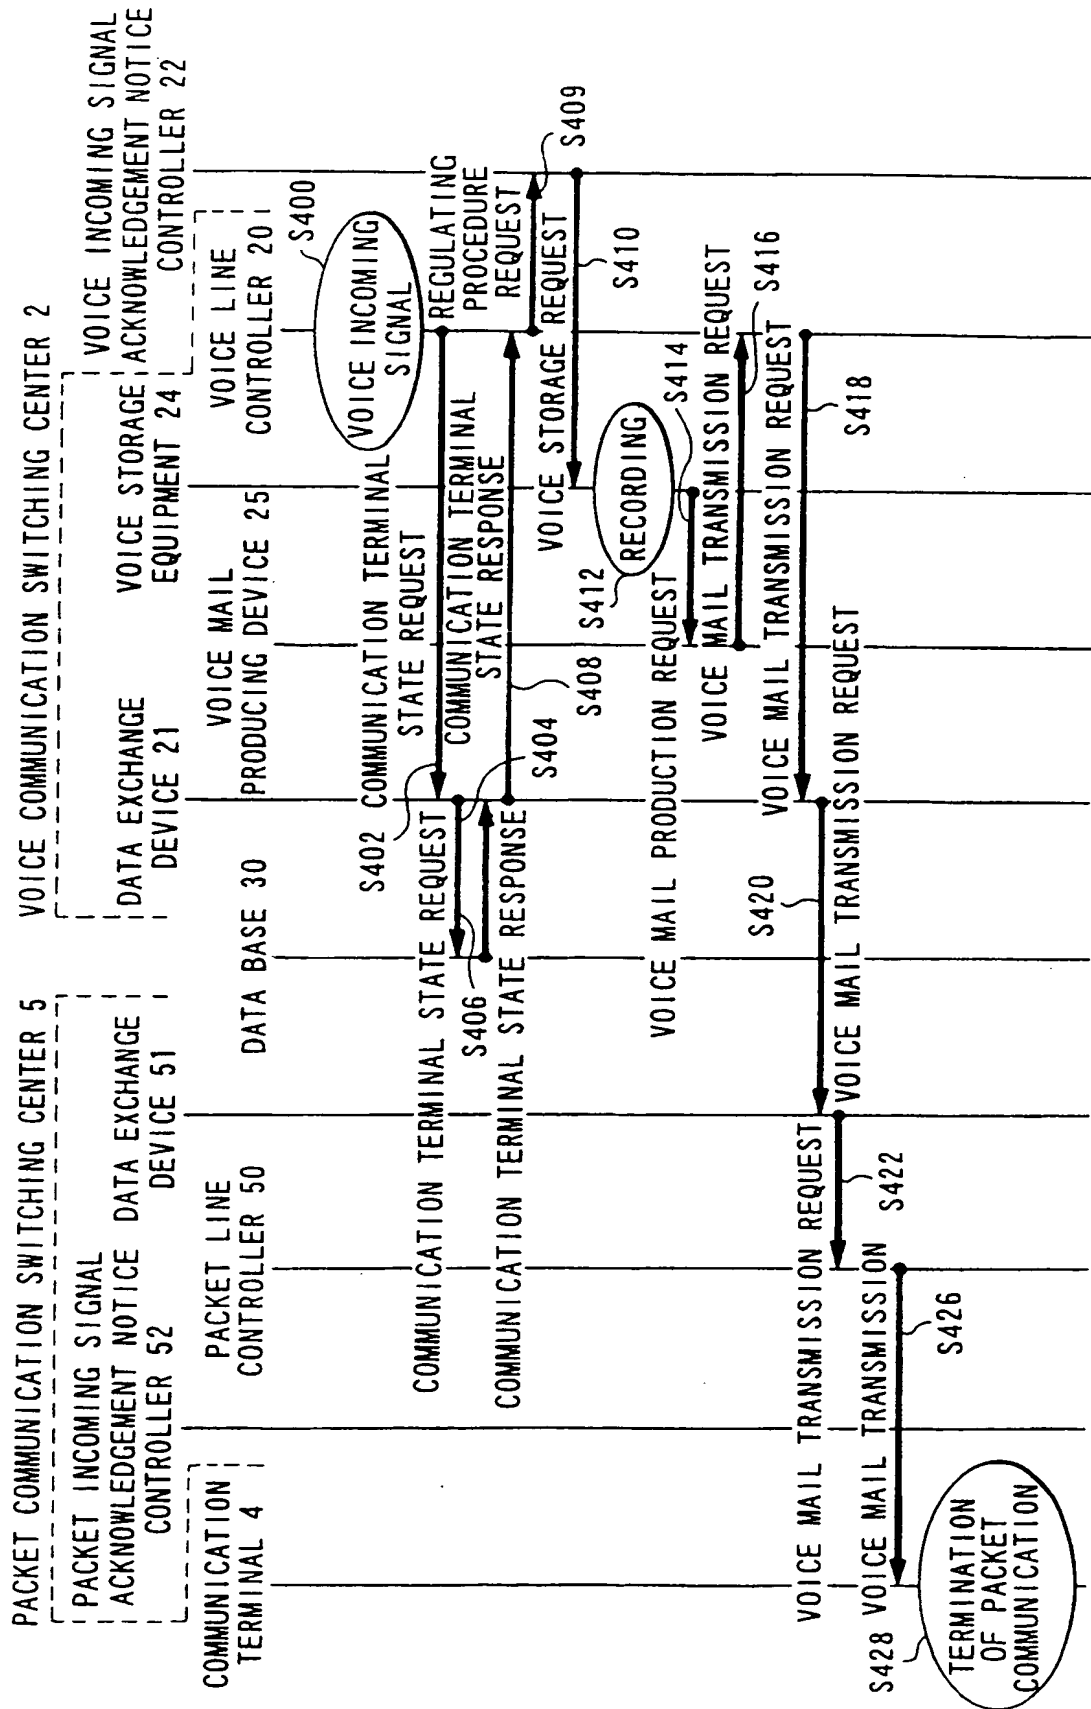 PACKET COMMUNICATION SWITCHING CENTER 5
VOICE COMMUNICATION SWITCHING CENTER 2
PACKET INCOMING SIGNAL
ACKNOWLEDGEMENT NOTICE
CONTROLLER 52
DATA EXCHANGE
DEVICE 51
DATA EXCHANGE
DEVICE 21
VOICE STORAGE
EQUIPMENT 24
VOICE INCOMING SIGNAL
ACKNOWLEDGEMENT NOTICE
CONTROLLER 22
COMMUNICATION
TERMINAL 4
PACKET LINE
CONTROLLER 50
DATA BASE 30
VOICE MAIL
PRODUCING DEVICE 25
VOICE LINE
CONTROLLER 20
S400
VOICE INCOMING
SIGNAL
COMMUNICATION TERMINAL
STATE REQUEST
S402
REGULATING
PROCEDURE
REQUEST
S409
COMMUNICATION TERMINAL STATE REQUEST
S404
S406
COMMUNICATION TERMINAL
STATE RESPONSE
COMMUNICATION TERMINAL STATE RESPONSE
S408
VOICE STORAGE REQUEST
S410
S412
RECORDING
S414
VOICE MAIL PRODUCTION REQUEST
VOICE MAIL TRANSMISSION REQUEST
S416
VOICE MAIL TRANSMISSION REQUEST
S418
S420
VOICE MAIL TRANSMISSION REQUEST
VOICE MAIL TRANSMISSION REQUEST
S422
VOICE MAIL TRANSMISSION
S426
S428
TERMINATION
OF PACKET
COMMUNICATION